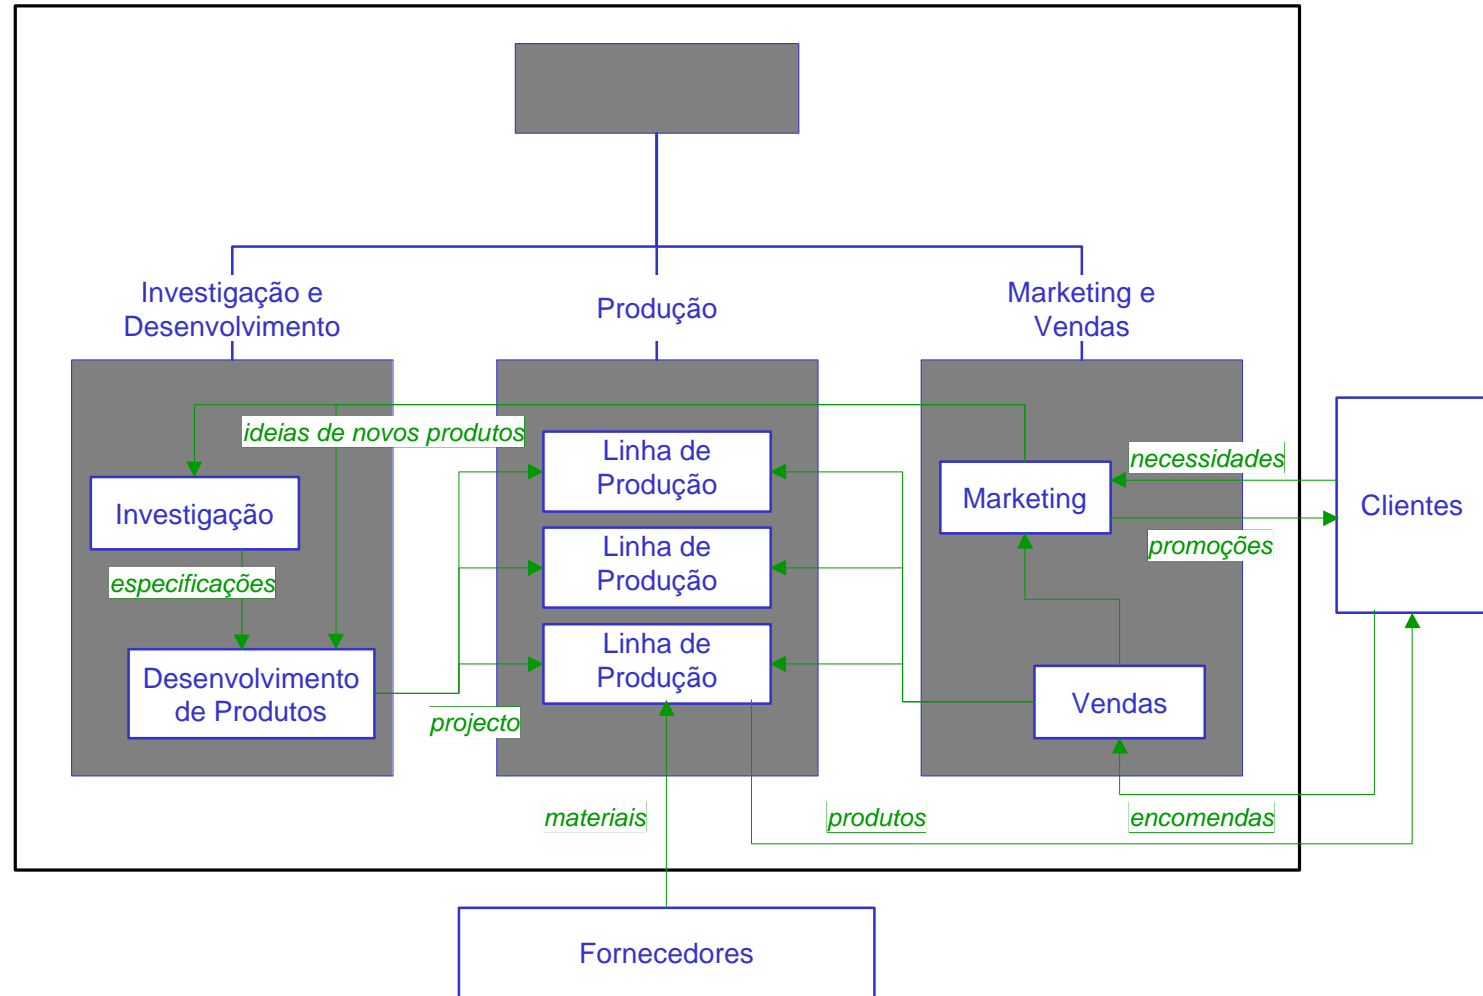 Investigação e
Desenvolvimento
Produção
Marketing e
Vendas
ideias de novos produtos
Linha de
Produção
necessidades
Investigação
Marketing
Clientes
promoções
Linha de
Produção
especificações
Linha de
Produção
Desenvolvimento
de Produtos
Vendas
projecto
materiais
produtos
encomendas
Fornecedores